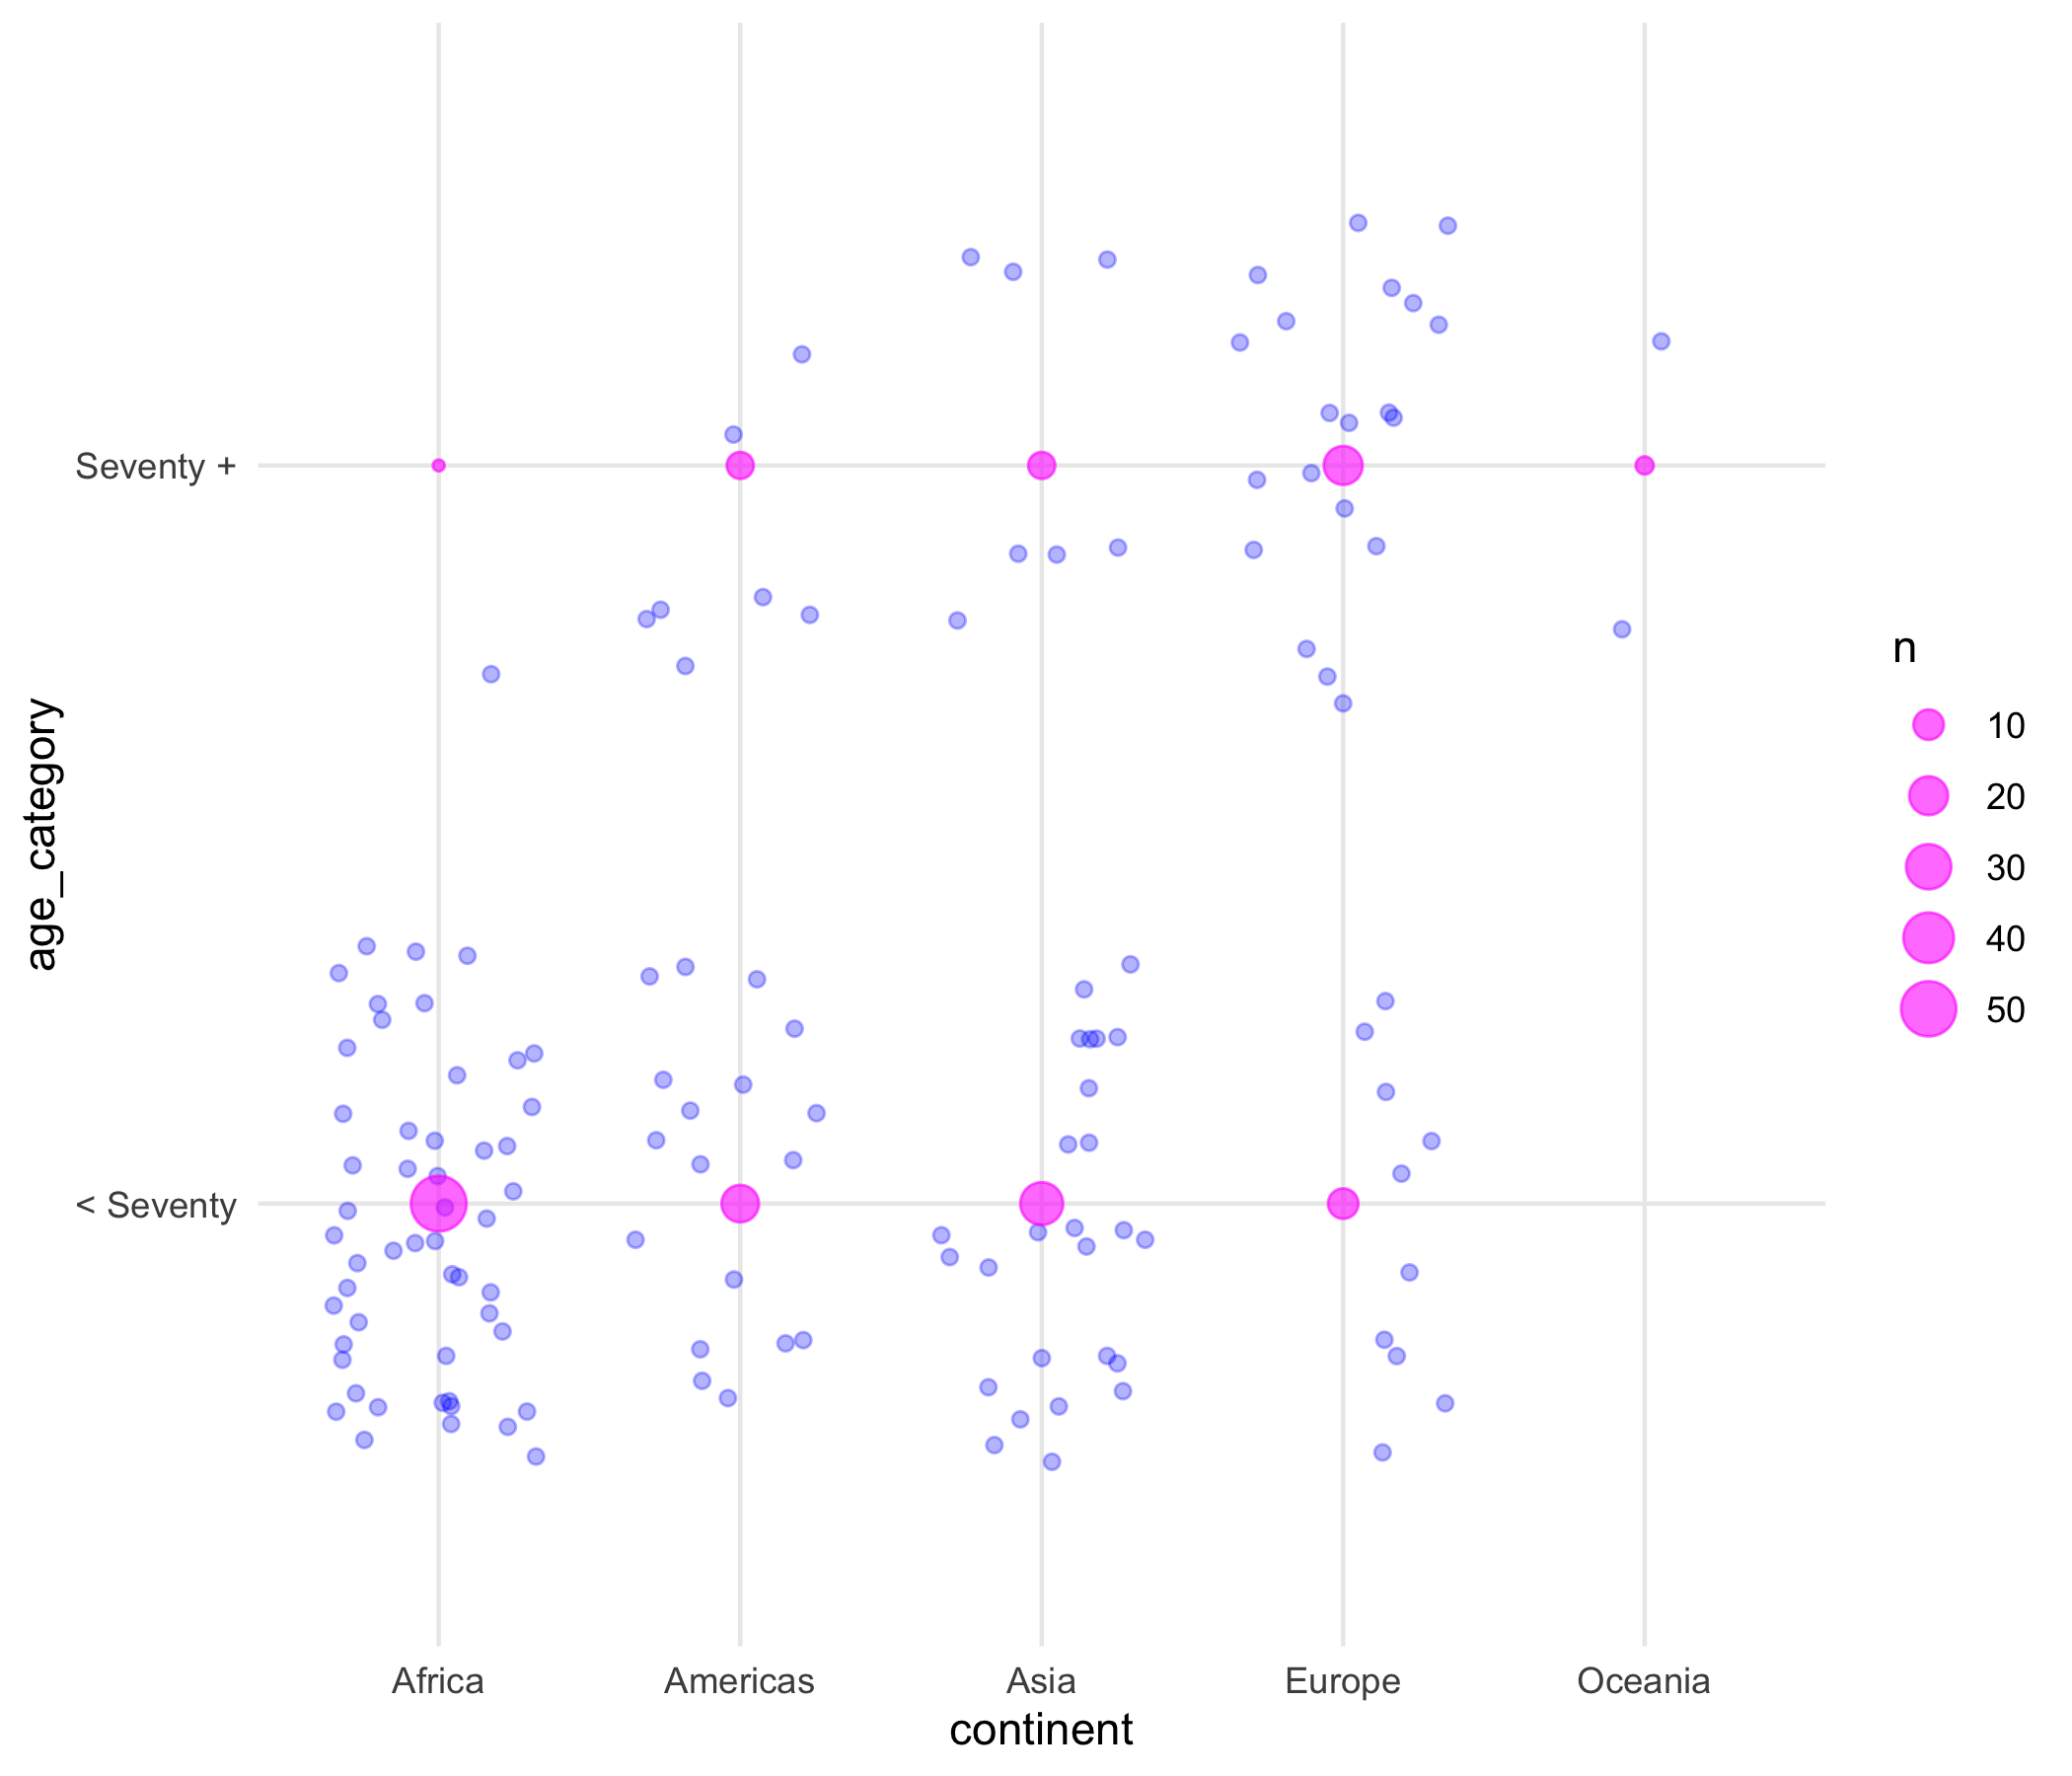 Seventy +
< Seventy
age_category
Africa
Americas
Asia
Europe
Oceania
continent
n
10
20
30
40
50